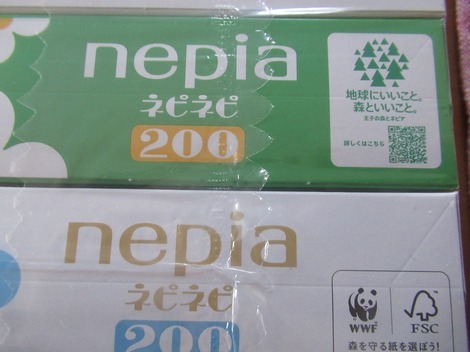 nepia
ネピネピ
200
地球にいいこと。
森といいこと。
王子の森とネピア
詳しくはこちら
nepia
ネピネピ
200
WWF
FSC
森を守る紙を選ぼう!